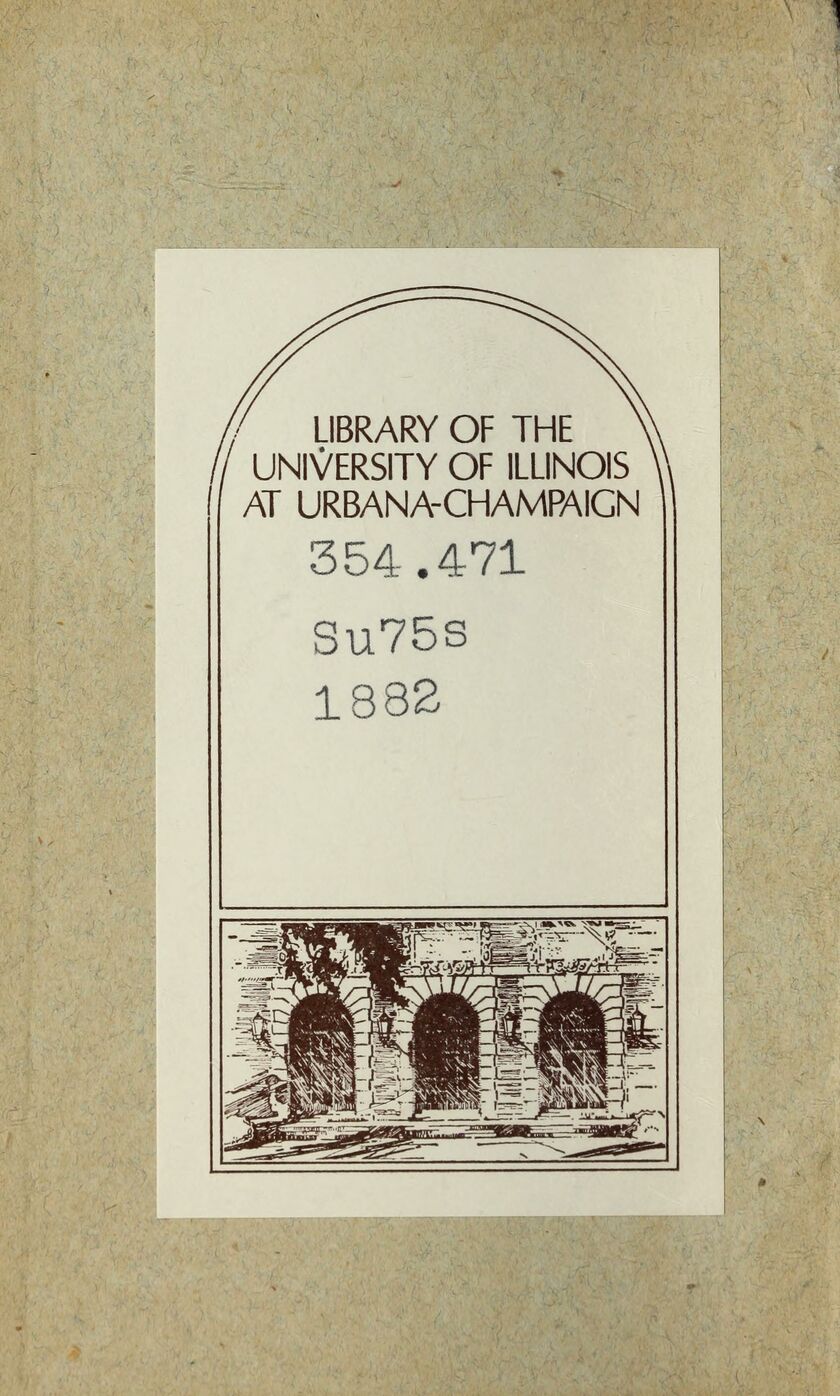 LIBRARY OF THE
UNIVERSITY OF ILLINOIS
AT URBANA-CHAMPAIGN
354.471
Su75s
1882